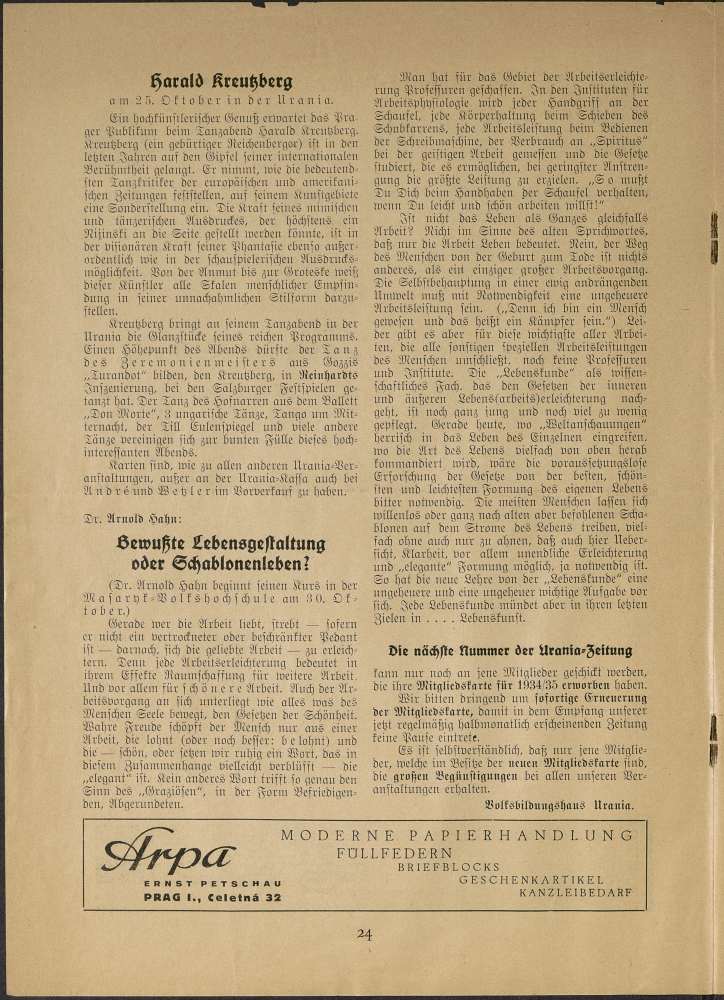 Harald Kreutzberg
am 25. Oktober in der Urania.
Ein hochkünstlerischer Genuß erwartet das Pra-
ger Publikum beim Tanzabend Harald Kreutzberg.
Kreutzberg (ein gebürtiger Reichenberger) ist in den
letzten Jahren auf den Gipfel seiner internationalen
Berühmtheit gelangt. Er nimmt, wie die bedeutend-
sten Tanzkritiker der europäischen und amerikani-
schen Zeitungen feststellen, auf seinem Kunstgebiete
eine Sonderstellung ein. Die Kraft seines mimischen
und tänzerischen Ausdruckes, der höchstens ein
Nijinski an die Seite gestellt werden könnte, ist in
der visionären Kraft seiner Phantasie ebenso außer-
ordentlich wie in der schauspielerischen Ausdrucks-
möglichkeit. Von der Anmut bis zur Groteske weiß
dieser Künstler alle Skalen menschlicher Empfin-
dung in seiner unnachahmlichen Stilform darzu-
stellen.
Kreutzberg bringt an seinem Tanzabend in der
Urania die Glanzstücke seines reichen Programms.
Einen Höhepunkt des Abends dürfte der Tanz
des Zeremonienmeisters aus Gozzis
„Turandot" bilden, den Kreutzberg, in Reinhardts
Inszenierung, bei den Salzburger Festspielen ge-
tanzt hat. Der Tanz des Hofnarren aus dem Ballett
„Don Morte", 3 ungarische Tänze, Tango um Mit-
ternacht, der Till Eulenspiegel und viele andere
Tänze vereinigen sich zur bunten Fülle dieses hoch-
interessanten Abends.
Karten sind, wie zu allen anderen Urania-Ver-
anstaltungen, außer an der Urania-Kassa auch bei
André und Wetzler im Vorverkauf zu haben.
Dr. Arnold Hahn:
Bewußte Lebensgestaltung
oder Schablonenleben?
(Dr. Arnold Hahn beginnt seinen Kurs in der
Masaryk-Volkshochschule am 30. Ok-
tober.)
Gerade wer die Arbeit liebt, strebt — sofern
er nicht ein vertrockneter oder beschränkter Pedant
ist — darnach, sich die geliebte Arbeit — zu erleich-
tern. Denn jede Arbeitserleichterung bedeutet in
ihrem Effekte Raumschaffung für weitere Arbeit.
Und vor allem für schönere Arbeit. Auch der Ar-
beitsvorgang an sich unterliegt wie alles was des
Menschen Seele bewegt, den Gesetzen der Schönheit.
Wahre Freude schöpft der Mensch nur aus einer
Arbeit, die lohnt (oder noch besser: belohnt) und
die — schön, oder setzen wir ruhig ein Wort, das in
diesem Zusammenhange vielleicht verblüfft — die
„elegant" ist. Kein anderes Wort trifft so genau den
Sinn des „Graziösen", in der Form Befriedigen-
den, Abgerundeten.
Man hat für das Gebiet der Arbeitserleichte-
rung Professuren geschaffen. In den Instituten für
Arbeitsphysiologie wird jeder Handgriff an der
Schaufel, jede Körperhaltung beim Schieben des
Schubkarrens, jede Arbeitsleistung beim Bedienen
der Schreibmaschine, der Verbrauch an „Spiritus"
bei der geistigen Arbeit gemessen und die Gesetze
studiert, die es ermöglichen, bei geringster Anstren-
gung die größte Leistung zu erzielen. „So mußt
Du Dich beim Handhaben der Schaufel verhalten,
wenn Du leicht und schön arbeiten willst!"
Ist nicht das Leben als Ganzes gleichfalls
Arbeit? Nicht im Sinne des alten Sprichwortes,
daß nur die Arbeit Leben bedeutet. Nein, der Weg
des Menschen von der Geburt zum Tode ist nichts
anderes, als ein einziger großer Arbeitsvorgang.
Die Selbstbehauptung in einer ewig andrängenden
Umwelt muß mit Notwendigkeit eine ungeheuere
Arbeitsleistung sein. („Denn ich bin ein Mensch
gewesen und das heißt ein Kämpfer sein.") Lei-
der gibt es aber für diese wichtigste aller Arbei-
ten, die alle sonstigen speziellen Arbeitsleistungen
des Menschen umschließt, noch keine Professuren
und Institute. Die „Lebenskunde" als wissen-
schaftliches Fach, das den Gesetzen der inneren
und äußeren Lebens(arbeits)erleichterung nach-
geht, ist noch ganz jung und noch viel zu wenig
gepflegt. Gerade heute, wo „Weltanschauungen"
herrisch in das Leben des Einzelnen eingreifen,
wo die Art des Lebens vielfach von oben herab
kommandiert wird, wäre die voraussetzungslose
Erforschung der Gesetze von der besten, schön-
sten und leichtesten Formung des eigenen Lebens
bitter notwendig. Die meisten Menschen lassen sich
willenlos oder ganz nach alten aber befohlenen Scha-
blonen auf dem Strome des Lebens treiben, viel-
fach ohne auch nur zu ahnen, daß auch hier Ueber-
sicht, Klarheit, vor allem unendliche Erleichterung
und „elegante" Formung möglich, ja notwendig ist.
So hat die neue Lehre von der „Lebenskunde" eine
ungeheuere und eine ungeheuer wichtige Aufgabe vor
sich. Jede Lebenskunde mündet aber in ihren letzten
Zielen in . . . . Lebenskunst.
Die nächste Nummer der Urania-Zeitung
kann nur noch an jene Mitglieder geschickt werden,
die ihre Mitgliedskarte für 1934/35 erworben haben.
Wir bitten dringend um sofortige Erneuerung
der Mitgliedskarte, damit in dem Empfang unserer
jetzt regelmäßig halbmonatlich erscheinenden Zeitung
keine Pause eintrete.
Es ist selbstverständlich, daß nur jene Mitglie-
der, welche im Besitze der neuen Mitgliedskarte sind,
die großen Begünstigungen bei allen unseren Ver-
anstaltungen erhalten.
Volksbildungshaus Urania.
Arpa
ERNST PETSCHAU
PRAG I., Celetná 32
MODERNE PAPIERHANDLUNG
FÜLLFEDERN
BRIEFBLOCKS
GESCHENKARTIKEL
KANZLEIBEDARF
24